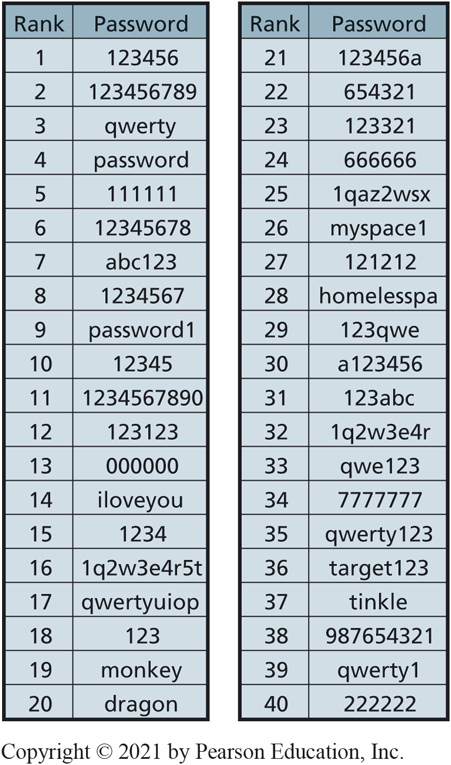 Rank Password
1 123456
2 123456789
3 qwerty
4 password
5 111111
6 12345678
7 abc123
8 1234567
9 password1
10 12345
11 1234567890
12 123123
13 000000
14 iloveyou
15 1234
16 1q2w3e4r5t
17 qwertyuiop
18 123
19 monkey
20 dragon
Rank Password
21 123456a
22 654321
23 123321
24 666666
25 1qaz2wsx
26 myspace1
27 121212
28 homelesspa
29 123qwe
30 a123456
31 123abc
32 1q2w3e4r
33 qwe123
34 7777777
35 qwerty123
36 target123
37 tinkle
38 987654321
39 qwerty1
40 222222
Copyright © 2021 by Pearson Education, Inc.